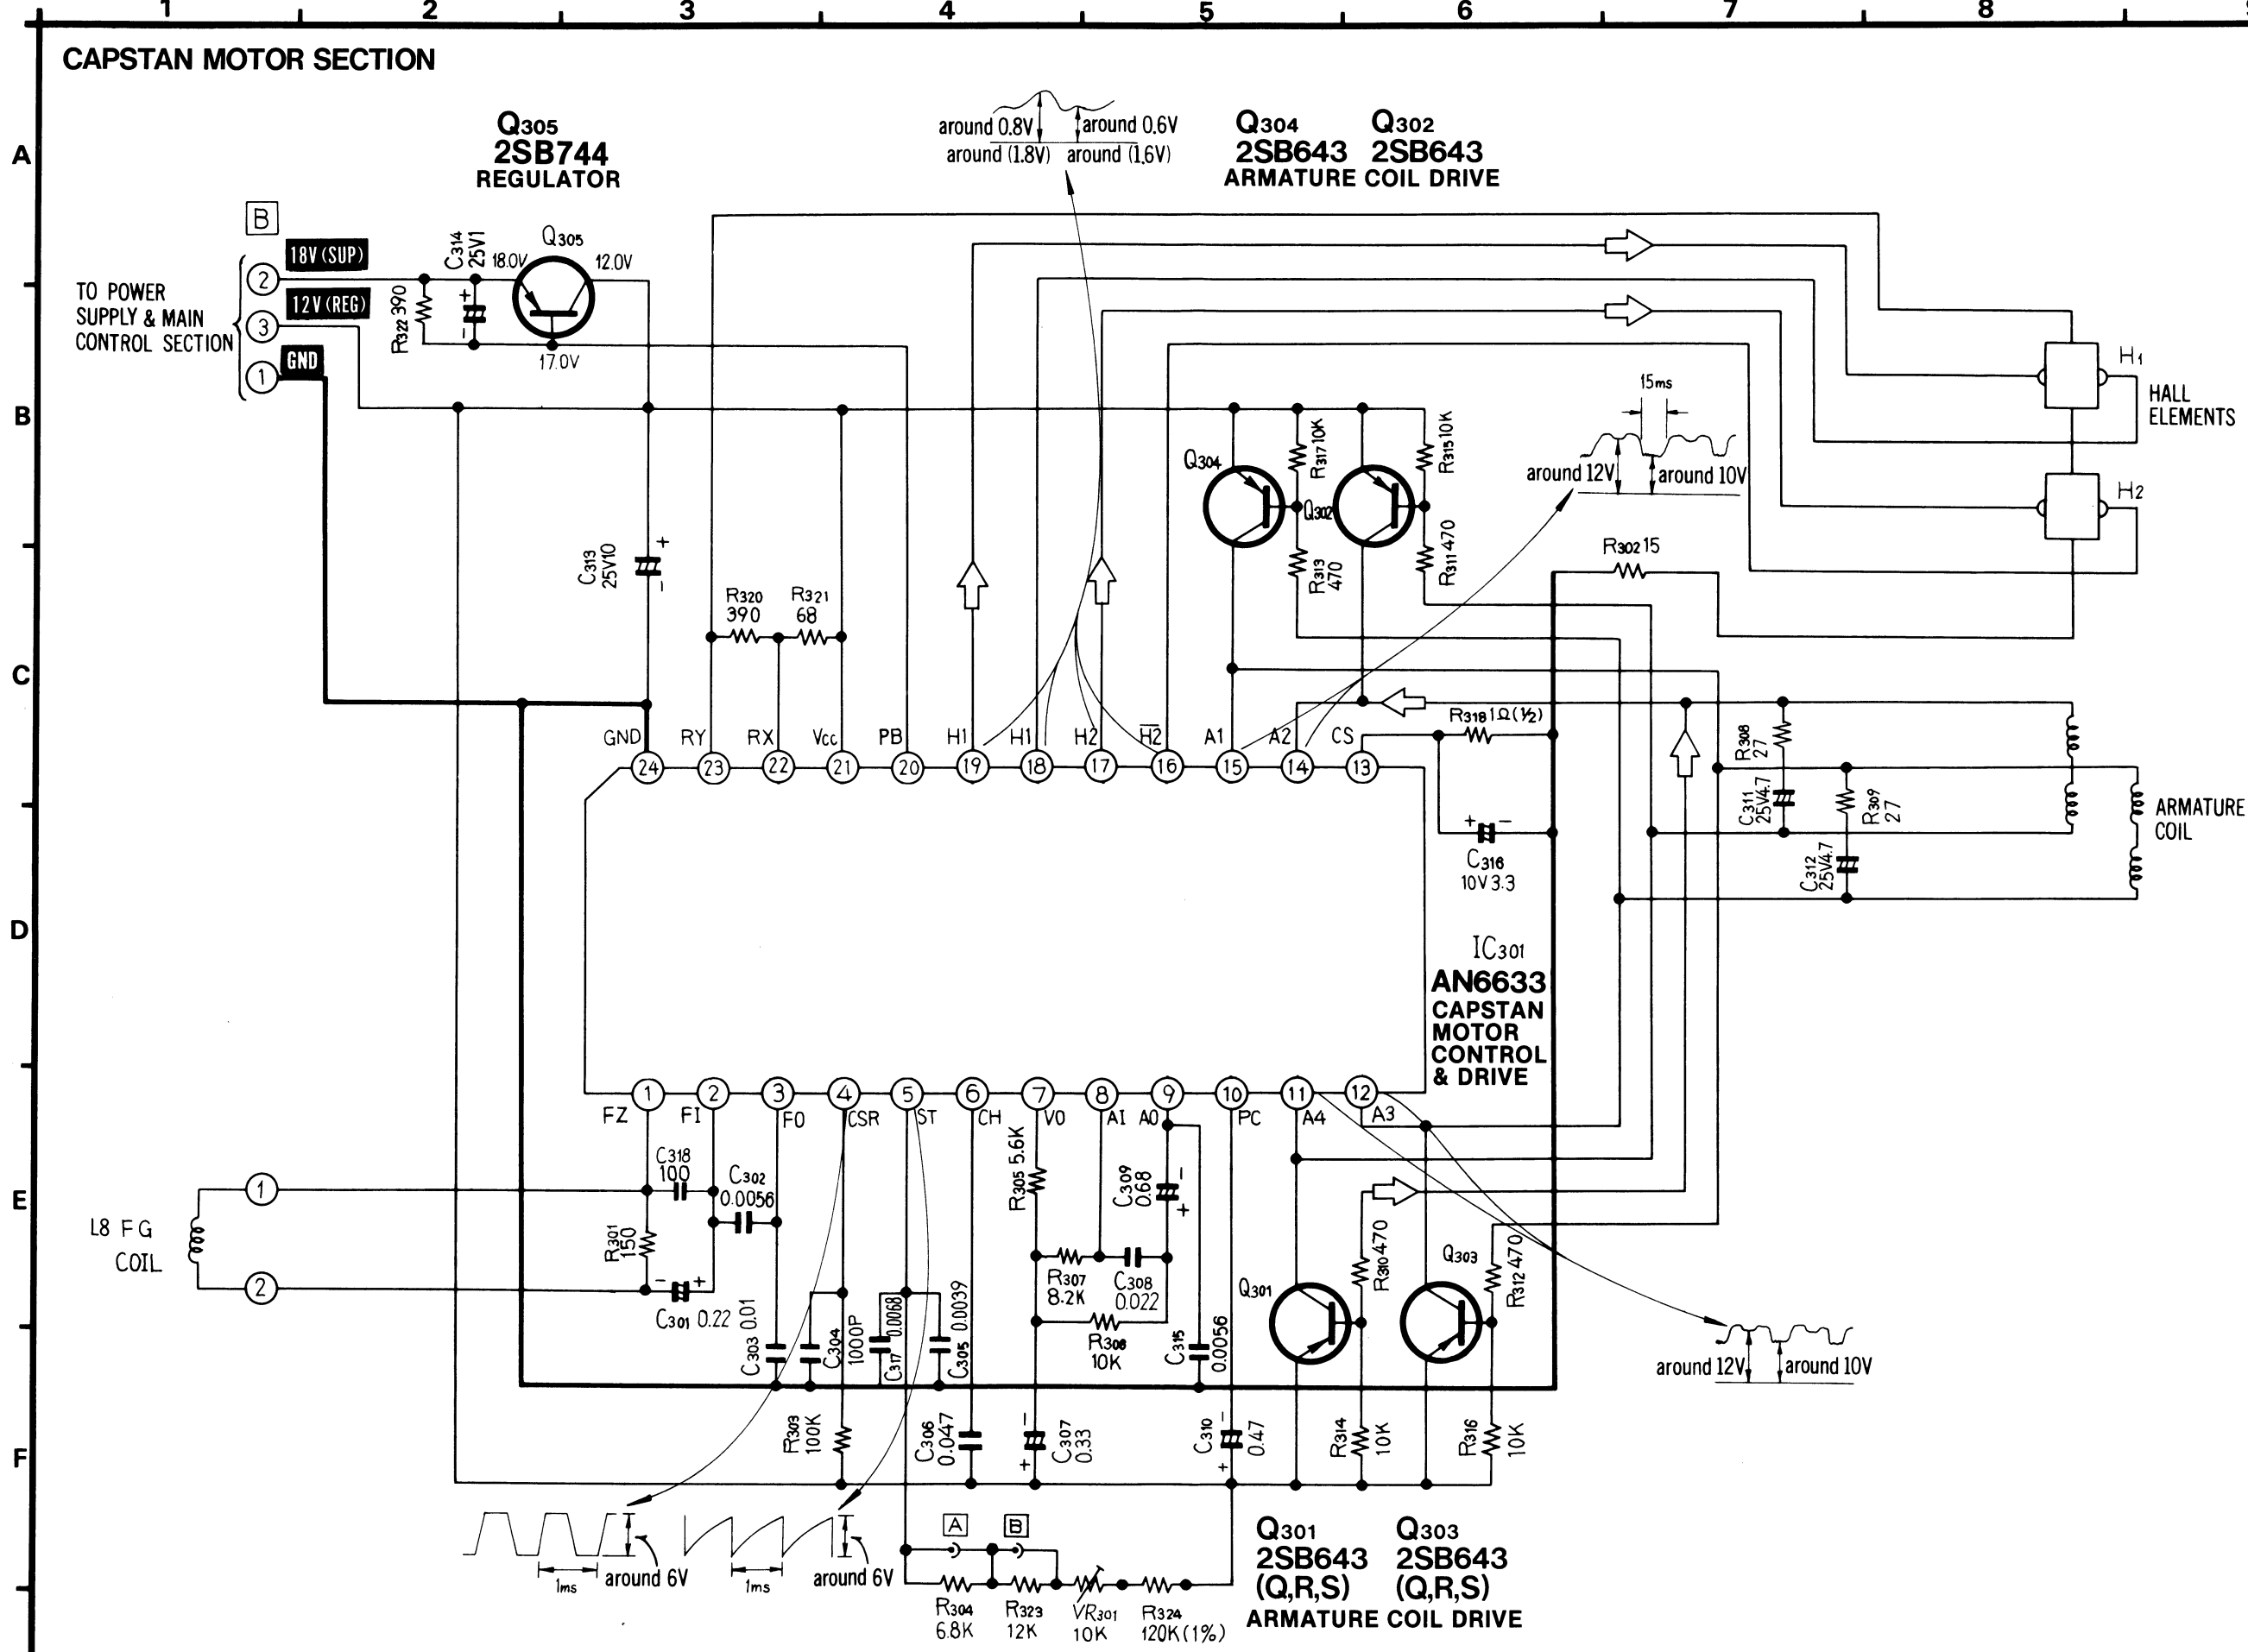 1 2 3 4 5 6 7 8
CAPSTAN MOTOR SECTION
A
B
C
D
E
F
Q305
2SB744
REGULATOR
around 0.8V
around 0.6V
around (1.8V) around (1.6V)
Q304 Q302
2SB643 2SB643
ARMATURE COIL DRIVE
B
18V (SUP)
12V (REG)
GND
2
3
1
TO POWER
SUPPLY & MAIN
CONTROL SECTION
C314
25V1
R322 390
Q305
18.0V
12.0V
17.0V
H1
HALL
ELEMENTS
H2
15ms
around 12V
around 10V
Q304
R317 10K
Q302
R315 10K
R313
470
R311 470
R302 15
C313
25V10
R320
390
R321
68
GND RY RX Vcc PB H1 H1 H2 H2 A1 A2 CS
24 23 22 21 20 19 18 17 16 15 14 13
R318 1Ω (½)
C316
10V 3.3
R308
27
C311
25V4.7
R309
27
C312
25V4.7
ARMATURE
COIL
IC301
AN6633
CAPSTAN
MOTOR
CONTROL
& DRIVE
1 2 3 4 5 6 7 8 9 10 11 12
FZ FI FO CSR ST CH VO AI AO PC A4 A3
L8 FG
COIL
1
2
C318
100
C302
0.0056
R301
150
C301 0.22
C303 0.01
C304
1000P
C317 0.0068
C305 0.0039
R305 5.6K
C309
0.68
R307
8.2K
C308
0.022
R306
10K
C315
0.0056
Q301
R310 470
Q303
R312 470
around 12V
around 10V
R303
100K
C306
0.047
C307
0.33
C310
0.47
R314
10K
R316
10K
1ms
around 6V
1ms
around 6V
A
B
R304
6.8K
R323
12K
VR301
10K
R324
120K (1%)
Q301 Q303
2SB643 2SB643
(Q,R,S) (Q,R,S)
ARMATURE COIL DRIVE